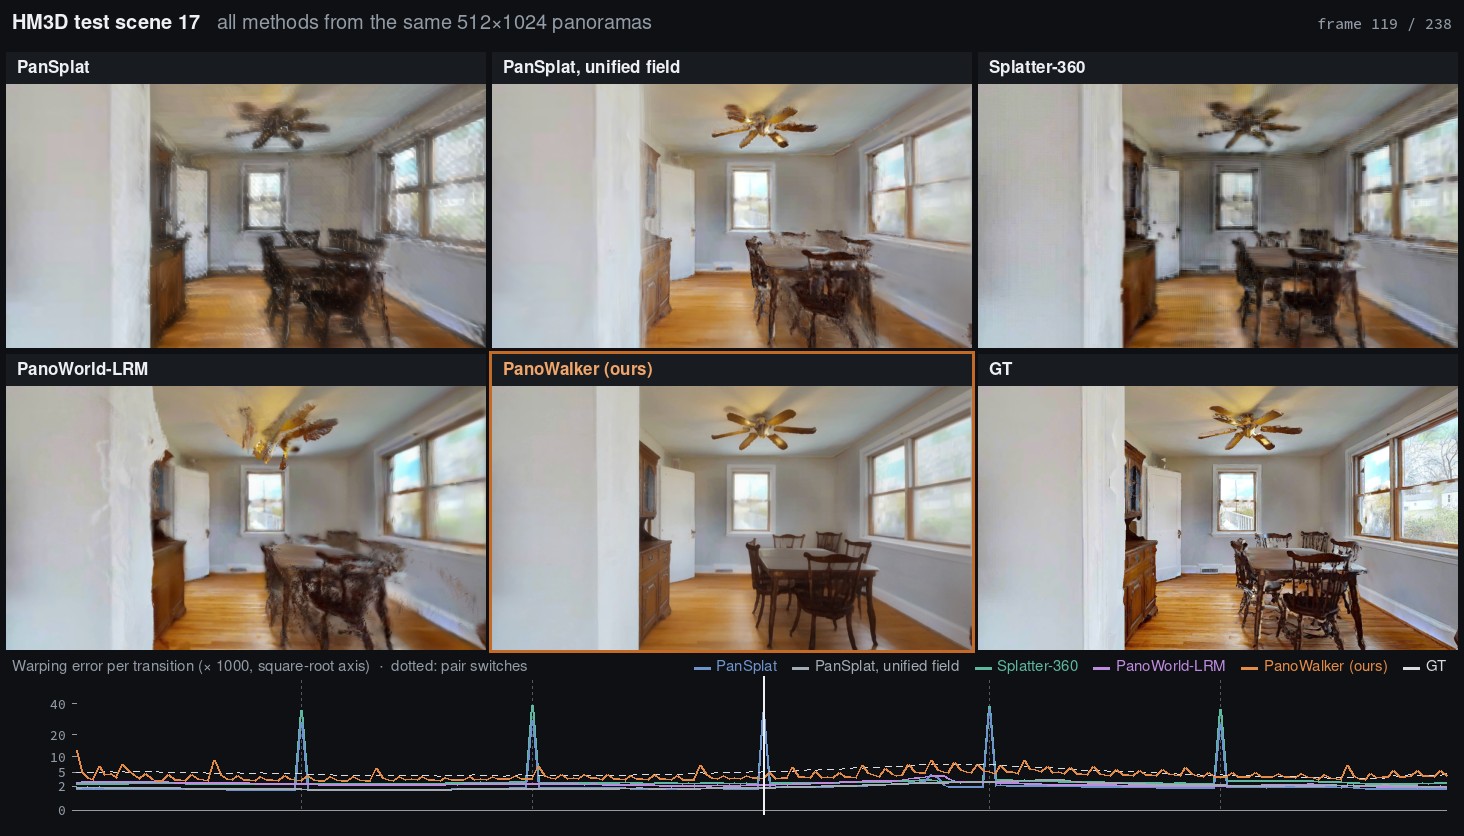 HM3D test scene 17 all methods from the same 512×1024 panoramas frame 119 / 238
PanSplat
PanSplat, unified field
Splatter-360
PanoWorld-LRM
PanoWalker (ours)
GT
Warping error per transition (× 1000, square-root axis) · dotted: pair switches
PanSplat PanSplat, unified field Splatter-360 PanoWorld-LRM PanoWalker (ours) GT
40
20
10
5
2
0